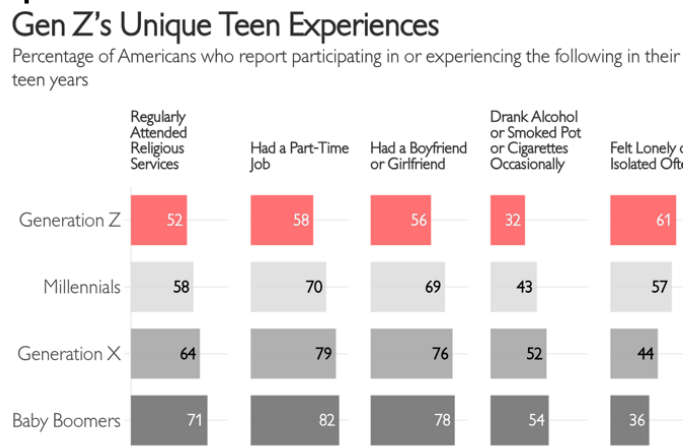 Gen Z's Unique Teen Experiences
Percentage of Americans who report participating in or experiencing the following in their
teen years
Regularly
Attended
Religious
Services
Had a Part-Time
Job
Had a Boyfriend
or Girlfriend
Drank Alcohol
or Smoked Pot
or Cigarettes
Occasionally
Felt Lonely
Isolated
Generation Z 52 58 56 32 61
Millennials 58 70 69 43 57
Generation X 64 79 76 52 44
Baby Boomers 71 82 78 54 36